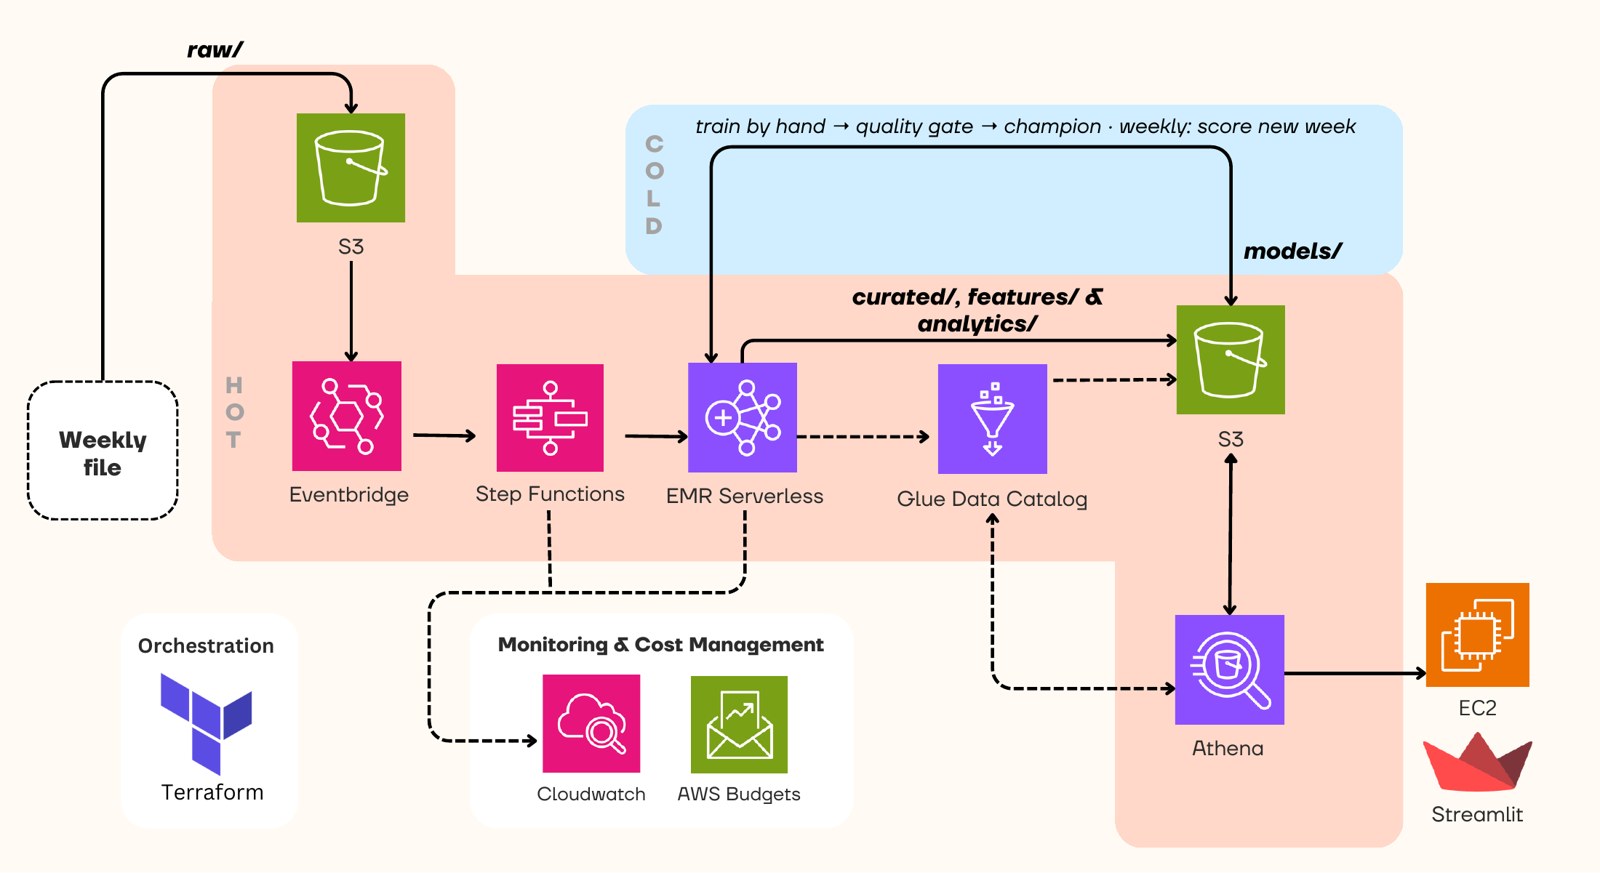 raw/
C
O
L
D
train by hand → quality gate → champion · weekly: score new week
S3
models/
curated/, features/ &
analytics/
H
O
T
Weekly
file
S3
Eventbridge
Step Functions
EMR Serverless
Glue Data Catalog
Orchestration
Terraform
Monitoring & Cost Management
Cloudwatch
AWS Budgets
Athena
EC2
Streamlit